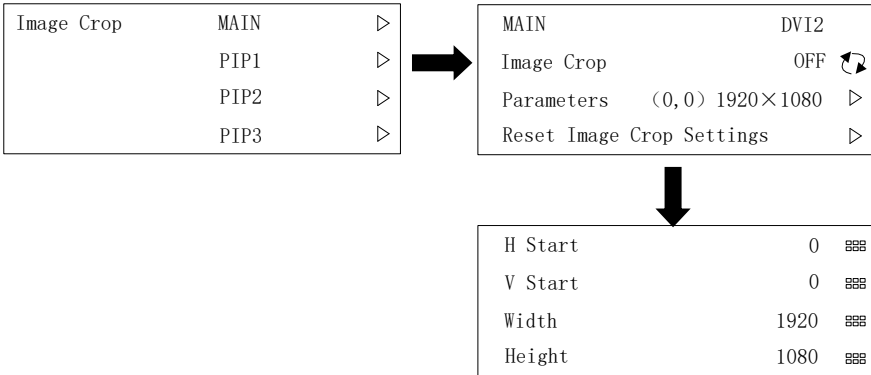 Image Crop MAIN
PIP1
PIP2
PIP3
MAIN DVI2
Image Crop OFF
Parameters (0,0) 1920×1080
Reset Image Crop Settings
H Start 0
V Start 0
Width 1920
Height 1080